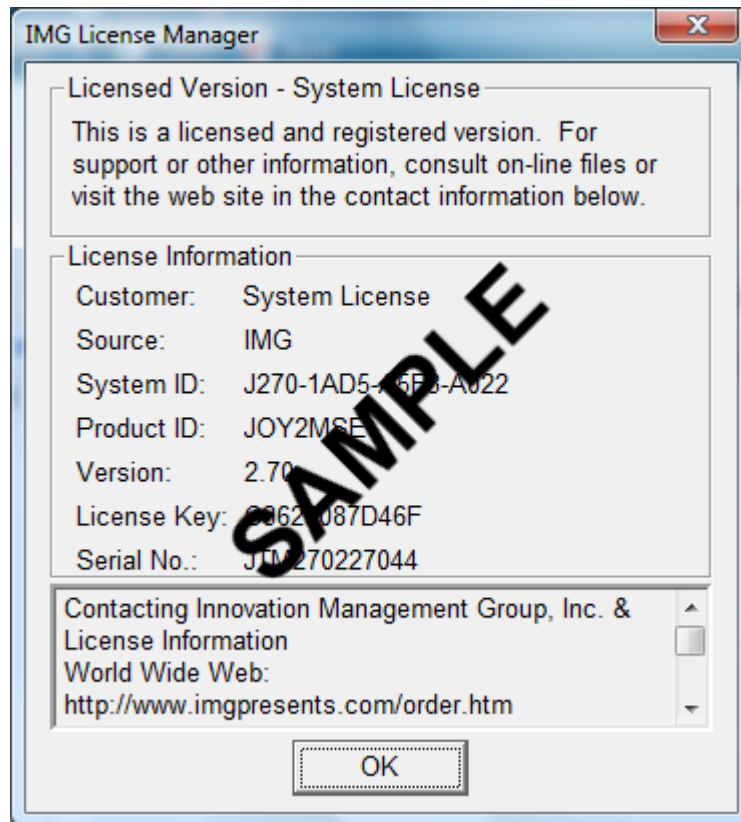 IMG License Manager
Licensed Version - System License
This is a licensed and registered version.  For
support or other information, consult on-line files or
visit the web site in the contact information below.
License Information
Customer: System License
Source: IMG
System ID:
Product ID: JOY2MSE
Version: 2.70
License Key:
Serial No.: JTM270227044
SAMPLE
Contacting Innovation Management Group, Inc. &
License Information
World Wide Web:
http://www.imgpresents.com/order.htm
OK